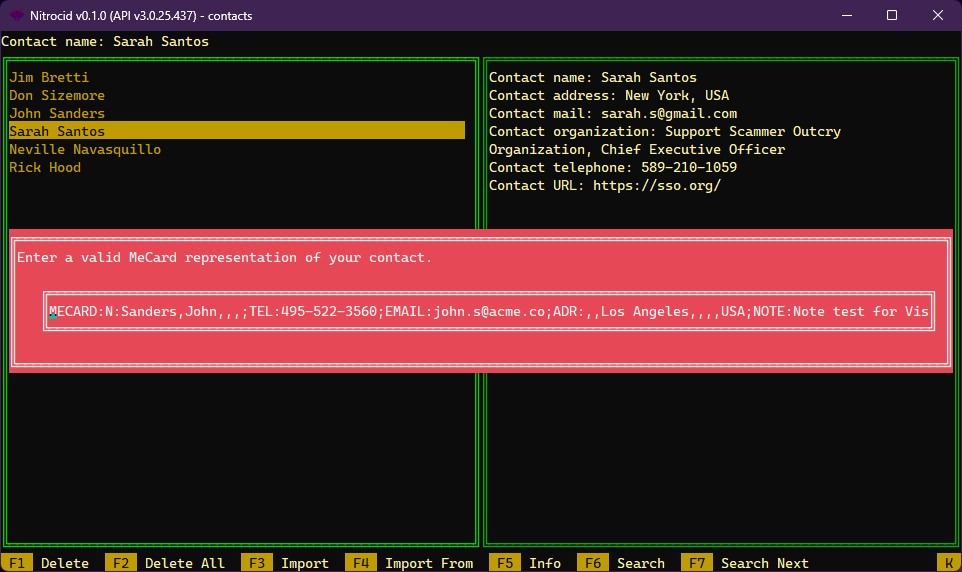 Nitrocid v0.1.0 (API v3.0.25.437) - contacts
Contact name: Sarah Santos
Jim Bretti
Don Sizemore
John Sanders
Sarah Santos
Neville Navasquillo
Rick Hood
Contact name: Sarah Santos
Contact address: New York, USA
Contact mail: sarah.s@gmail.com
Contact organization: Support Scammer Outcry
Organization, Chief Executive Officer
Contact telephone: 589-210-1059
Contact URL: https://sso.org/
Enter a valid MeCard representation of your contact.
MECARD:N:Sanders,John,,,;TEL:495-522-3560;EMAIL:john.s@acme.co;ADR:,,Los Angeles,,,,USA;NOTE:Note test for Vis
F1 Delete F2 Delete All F3 Import F4 Import From F5 Info F6 Search F7 Search Next K